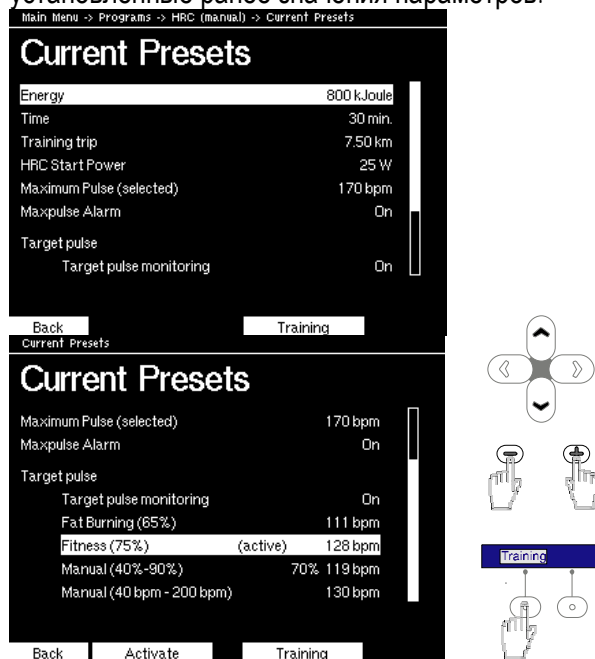 установленные ранее значения параметров.
Main Menu -> Programs -> HRC (manual) -> Current Presets
Current Presets
Energy 800 kJoule
Time 30 min.
Training trip 7.50 km
HRC Start Power 25 W
Maximum Pulse (selected) 170 bpm
Maxpulse Alarm On
Target pulse
Target pulse monitoring On
Back Training
Current Presets
Current Presets
Maximum Pulse (selected) 170 bpm
Maxpulse Alarm On
Target pulse
Target pulse monitoring On
Fat Burning (65%) 111 bpm
Fitness (75%) (active) 128 bpm
Manual (40%-90%) 70% 119 bpm
Manual (40 bpm - 200 bpm) 130 bpm
Back Activate Training
Training